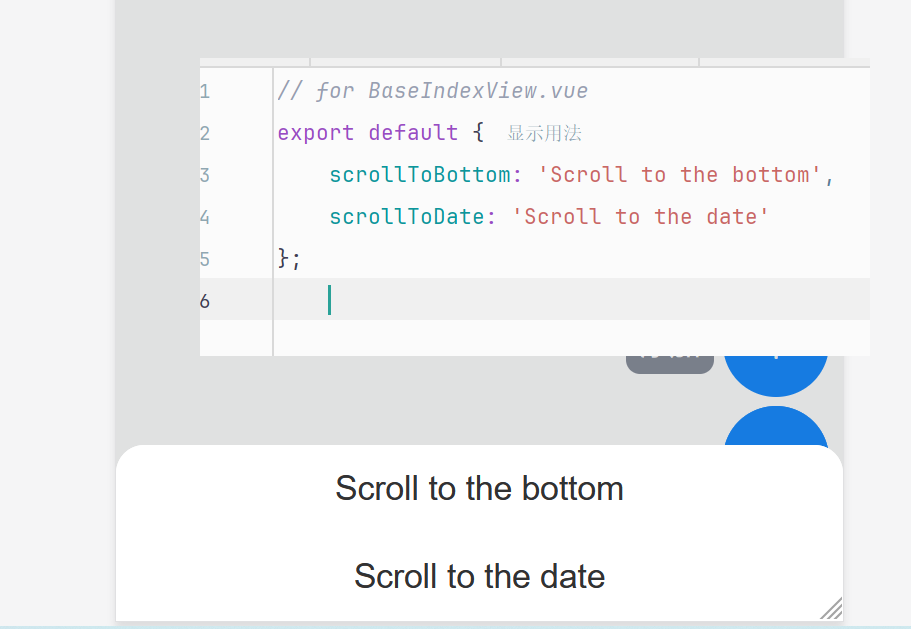 1 // for BaseIndexView.vue
2 export default { 显示用法
3 scrollToBottom: 'Scroll to the bottom',
4 scrollToDate: 'Scroll to the date'
5 };
6
Scroll to the bottom
Scroll to the date